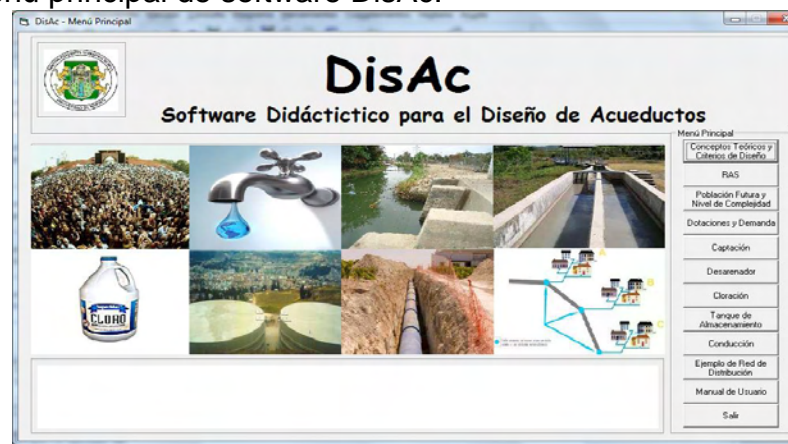 nú principal de software DisAc.
DisAc - Menú Principal
DisAc
Software Didáctictico para el Diseño de Acueductos
Menú Principal
Conceptos Teóricos y
Criterios de Diseño
RAS
Población Futura y
Nivel de Complejidad
Dotaciones y Demanda
Captación
Desarenador
Cloración
Tanque de
Almacenamiento
Conducción
Ejemplo de Red de
Distribución
Manual de Usuario
Salir
CLORO
A
B
C